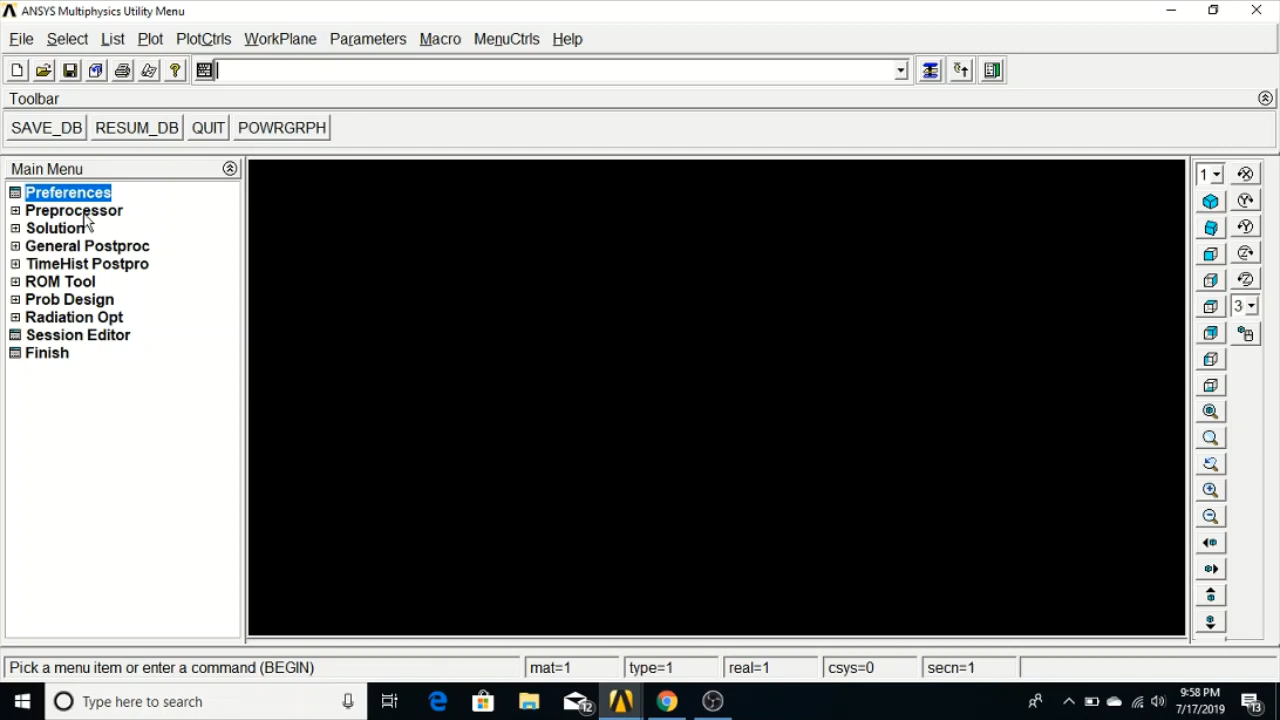 ANSYS Multiphysics Utility Menu
File Select List Plot PlotCtrls WorkPlane Parameters Macro MenuCtrls Help
Toolbar
SAVE_DB RESUM_DB QUIT POWRGRPH
Main Menu
Preferences
Preprocessor
Solution
General Postproc
TimeHist Postpro
ROM Tool
Prob Design
Radiation Opt
Session Editor
Finish
1
3
Pick a menu item or enter a command (BEGIN) mat=1 type=1 real=1 csys=0 secn=1
Type here to search
12
9:58 PM
7/17/2019
13